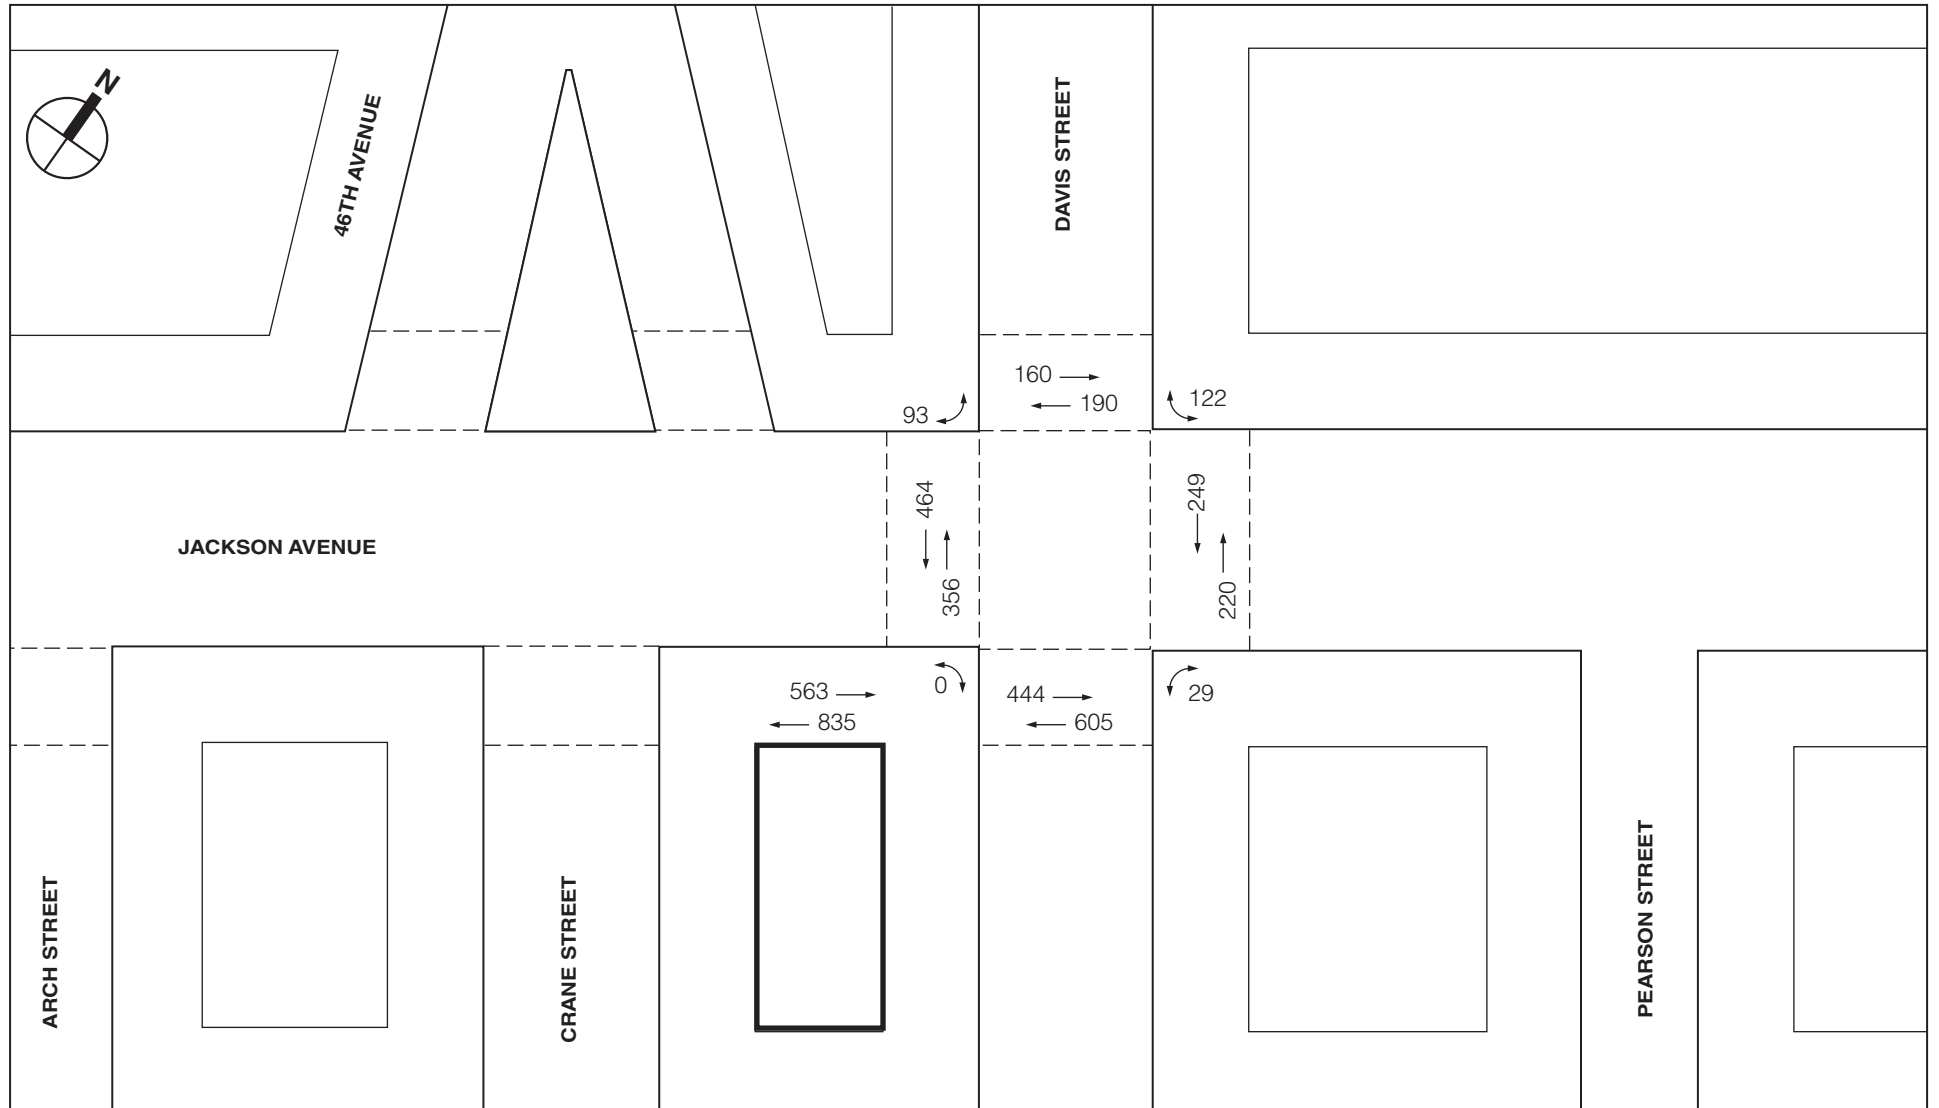 N
46TH AVENUE
DAVIS STREET
160
190
93
122
464
356
249
220
JACKSON AVENUE
563
835
0
444
605
29
ARCH STREET
CRANE STREET
PEARSON STREET